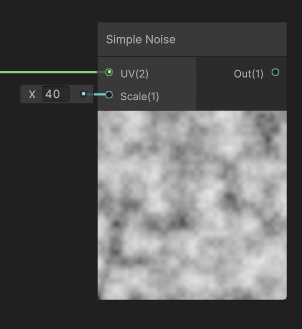 Simple Noise
UV(2)
Out(1)
X 40
Scale(1)